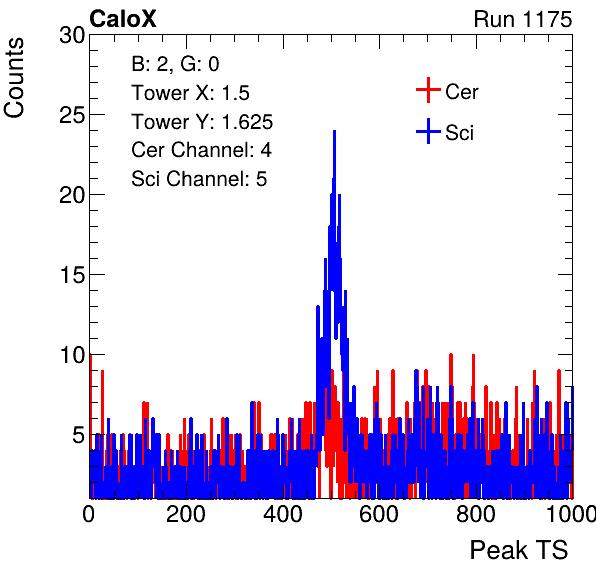 CaloX Run 1175
Counts
30
25
20
15
10
5
B: 2, G: 0
Tower X: 1.5
Tower Y: 1.625
Cer Channel: 4
Sci Channel: 5
Cer
Sci
0 200 400 600 800 1000
Peak TS